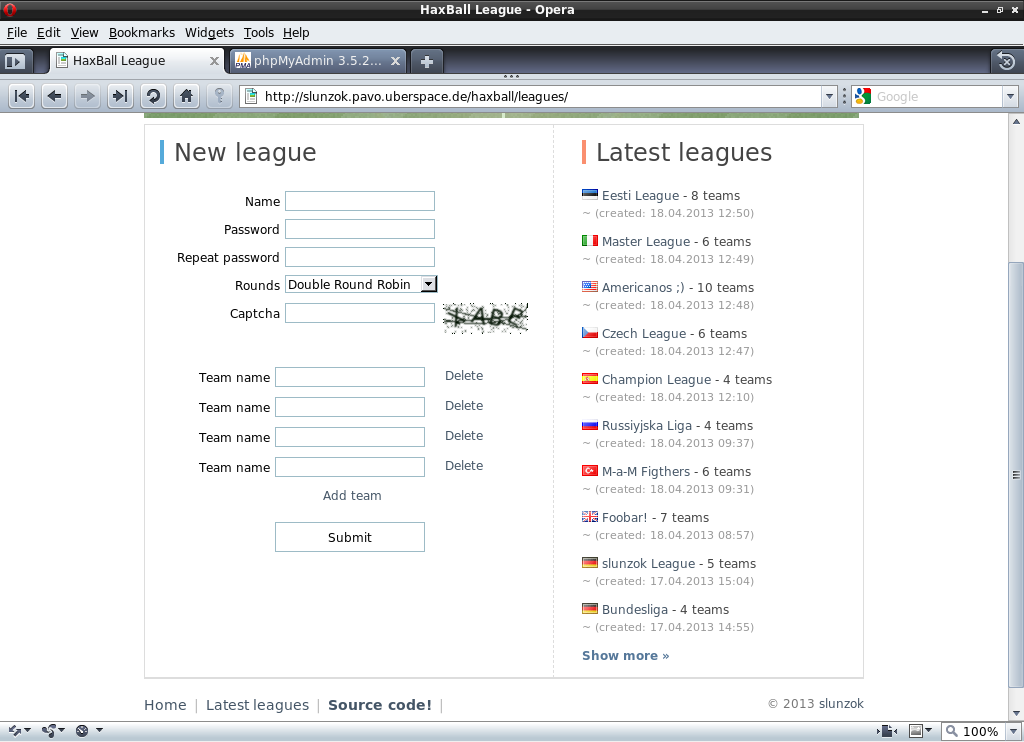 HaxBall League - Opera
File Edit View Bookmarks Widgets Tools Help
HaxBall League
phpMyAdmin 3.5.2...
http://slunzok.pavo.uberspace.de/haxball/leagues/
Google
New league
Name
Password
Repeat password
Rounds Double Round Robin
Captcha
Team name Delete
Team name Delete
Team name Delete
Team name Delete
Add team
Submit
Latest leagues
Eesti League - 8 teams
~ (created: 18.04.2013 12:50)
Master League - 6 teams
~ (created: 18.04.2013 12:49)
Americanos ;) - 10 teams
~ (created: 18.04.2013 12:48)
Czech League - 6 teams
~ (created: 18.04.2013 12:47)
Champion League - 4 teams
~ (created: 18.04.2013 12:10)
Russiyjska Liga - 4 teams
~ (created: 18.04.2013 09:37)
M-a-M Figthers - 6 teams
~ (created: 18.04.2013 09:31)
Foobar! - 7 teams
~ (created: 18.04.2013 08:57)
slunzok League - 5 teams
~ (created: 17.04.2013 15:04)
Bundesliga - 4 teams
~ (created: 17.04.2013 14:55)
Show more »
Home | Latest leagues | Source code! |
© 2013 slunzok
100%